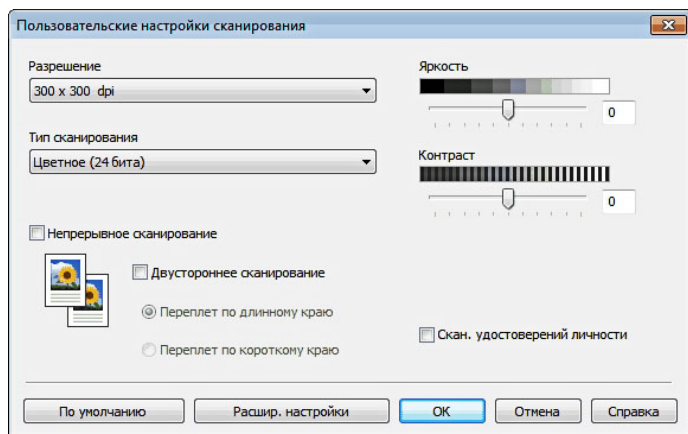 Пользовательские настройки сканирования
Разрешение
300 x 300 dpi
Тип сканирования
Цветное (24 бита)
Яркость
0
Контраст
0
Непрерывное сканирование
Двустороннее сканирование
Переплет по длинному краю
Переплет по короткому краю
Скан. удостоверений личности
По умолчанию
Расшир. настройки
OK
Отмена
Справка